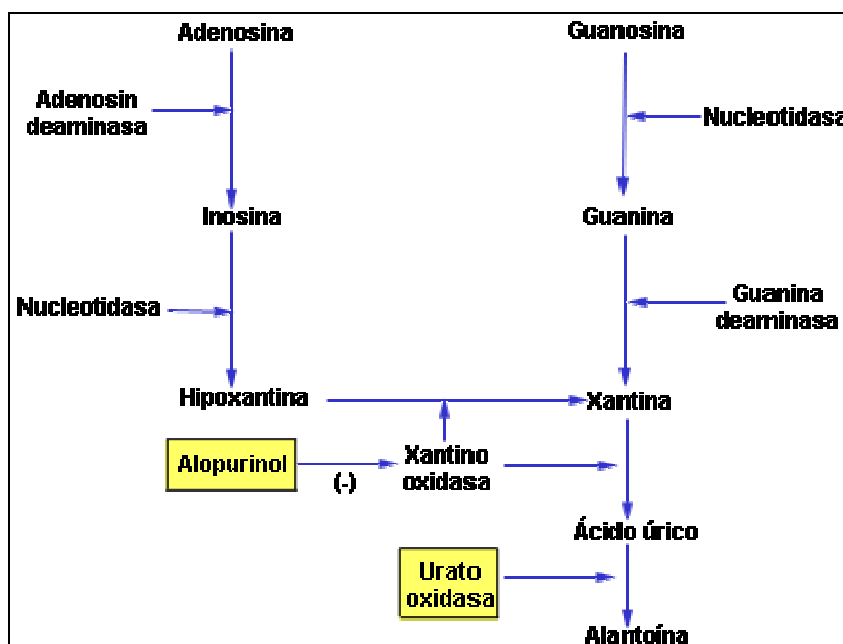 Adenosina
Guanosina
Adenosin
deaminasa
Nucleotidasa
Inosina
Guanina
Nucleotidasa
Guanina
deaminasa
Hipoxantina
Xantina
Alopurinol
(-)
Xantino
oxidasa
Ácido úrico
Urato
oxidasa
Alantoína